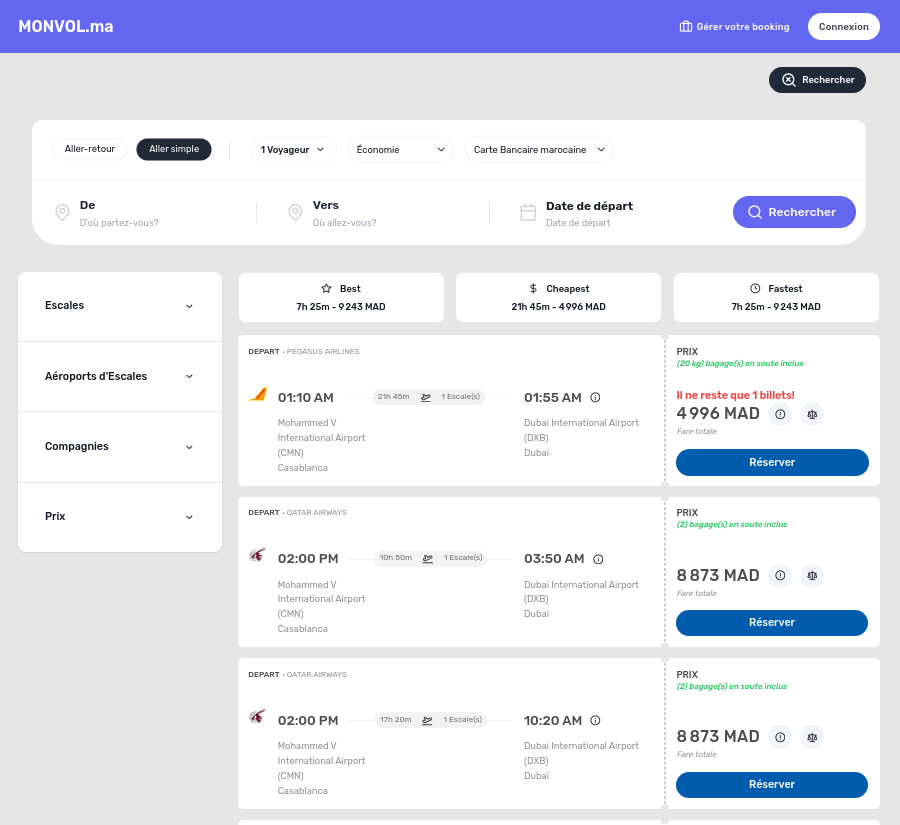 MONVOL.ma
Gérer votre booking
Connexion
Rechercher
Aller-retour
Aller simple
1 Voyageur
Économie
Carte Bancaire marocaine
De
D'où partez-vous?
Vers
Où allez-vous?
Date de départ
Date de départ
Rechercher
Escales
Aéroports d'Escales
Compagnies
Prix
Best
7h 25m - 9 243 MAD
Cheapest
21h 45m - 4 996 MAD
Fastest
7h 25m - 9 243 MAD
DEPART • PEGASUS AIRLINES
01:10 AM
21h 45m
1 Escale(s)
01:55 AM
Mohammed V
International Airport
(CMN)
Casablanca
Dubai International Airport
(DXB)
Dubai
PRIX
(20 kg) bagage(s) en soute inclus
Il ne reste que 1 billets!
4 996 MAD
Fare totale
Réserver
DEPART • QATAR AIRWAYS
02:00 PM
10h 50m
1 Escale(s)
03:50 AM
Mohammed V
International Airport
(CMN)
Casablanca
Dubai International Airport
(DXB)
Dubai
PRIX
(2) bagage(s) en soute inclus
8 873 MAD
Fare totale
Réserver
DEPART • QATAR AIRWAYS
02:00 PM
17h 20m
1 Escale(s)
10:20 AM
Mohammed V
International Airport
(CMN)
Casablanca
Dubai International Airport
(DXB)
Dubai
PRIX
(2) bagage(s) en soute inclus
8 873 MAD
Fare totale
Réserver